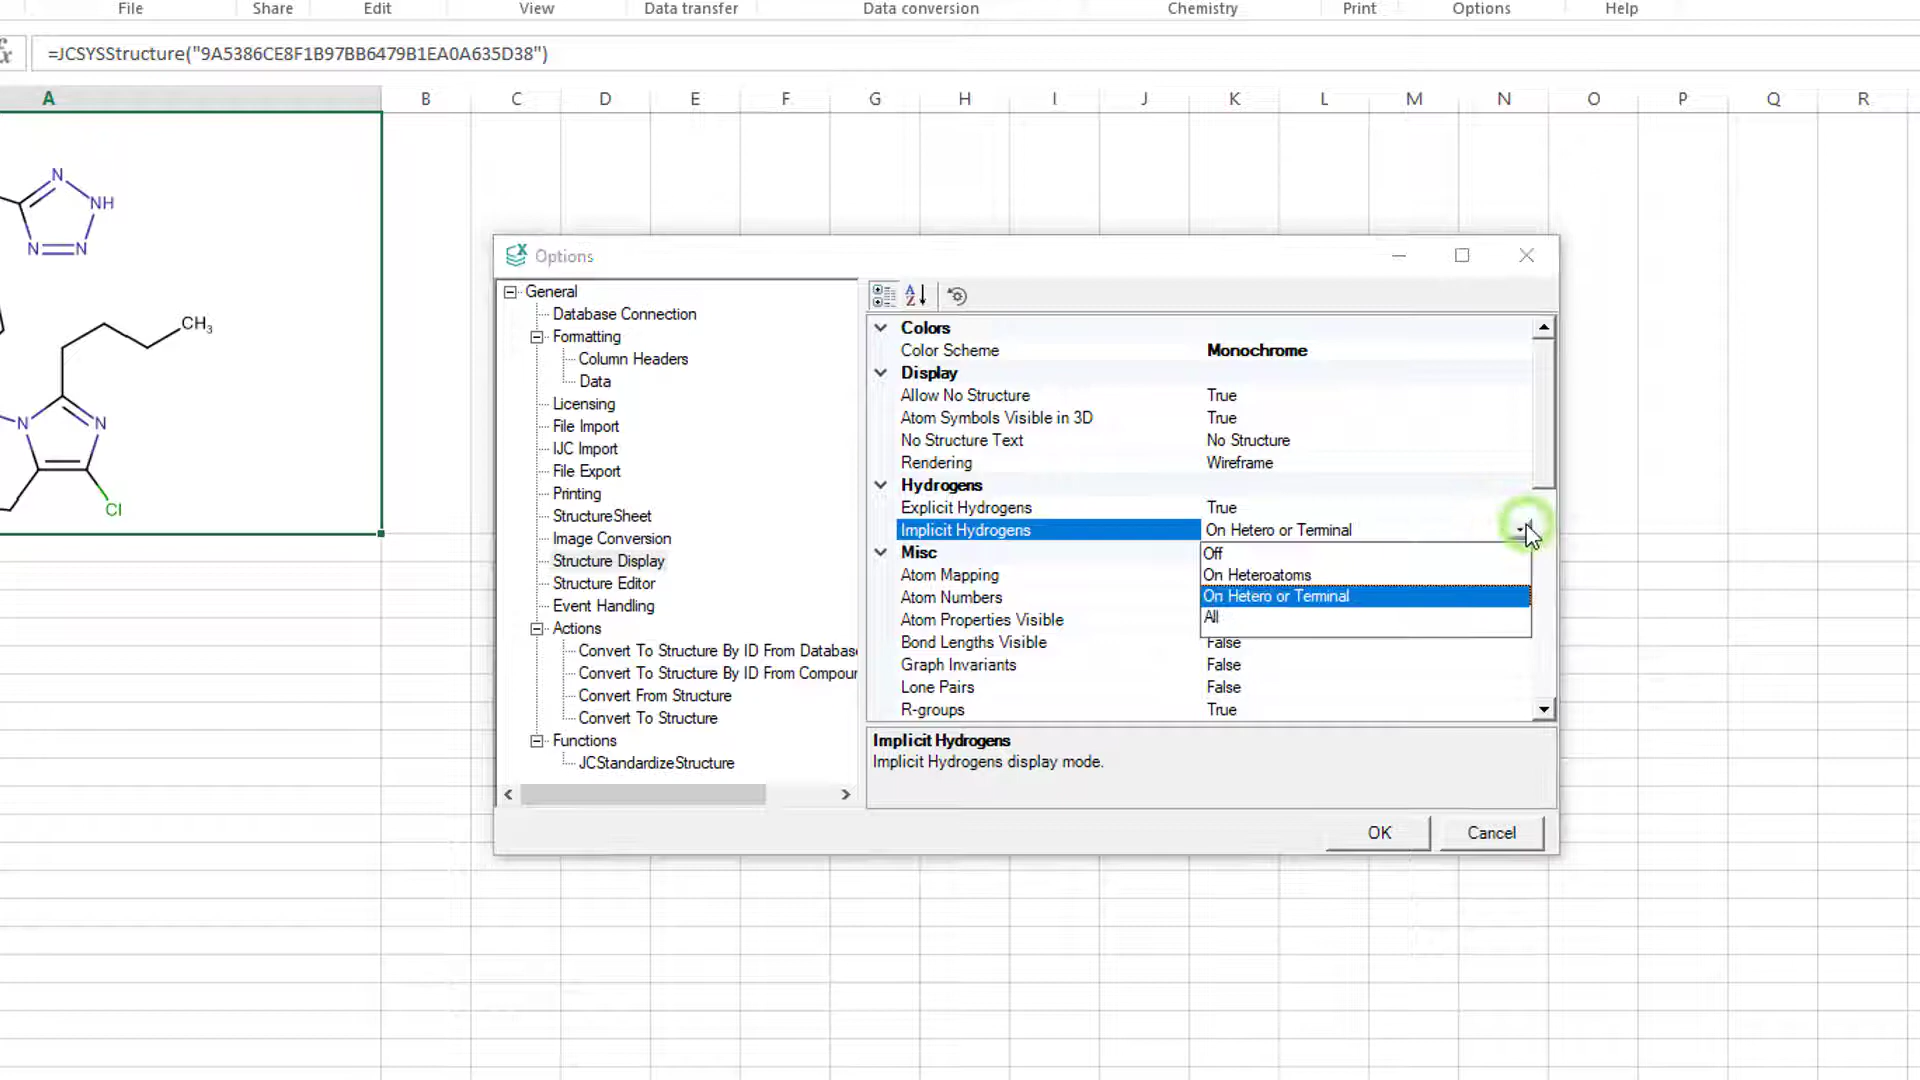 File Share Edit View Data transfer Data conversion Chemistry Print Options Help
fx =JCSYSStructure("9A5386CE8F1B97BB6479B1EA0A635D38")
A B C D E F G H I J K L M N O P Q R
N
NH
N N
CH3
N N
Cl
Options
General
Database Connection
Formatting
Column Headers
Data
Licensing
File Import
IJC Import
File Export
Printing
StructureSheet
Image Conversion
Structure Display
Structure Editor
Event Handling
Actions
Convert To Structure By ID From Database
Convert To Structure By ID From Compour
Convert From Structure
Convert To Structure
Functions
JCStandardizeStructure
Colors
Color Scheme Monochrome
Display
Allow No Structure True
Atom Symbols Visible in 3D True
No Structure Text No Structure
Rendering Wireframe
Hydrogens
Explicit Hydrogens True
Implicit Hydrogens On Hetero or Terminal
Off
On Heteroatoms
On Hetero or Terminal
All
Misc
Atom Mapping
Atom Numbers
Atom Properties Visible
Bond Lengths Visible False
Graph Invariants False
Lone Pairs False
R-groups True
Implicit Hydrogens
Implicit Hydrogens display mode.
OK Cancel